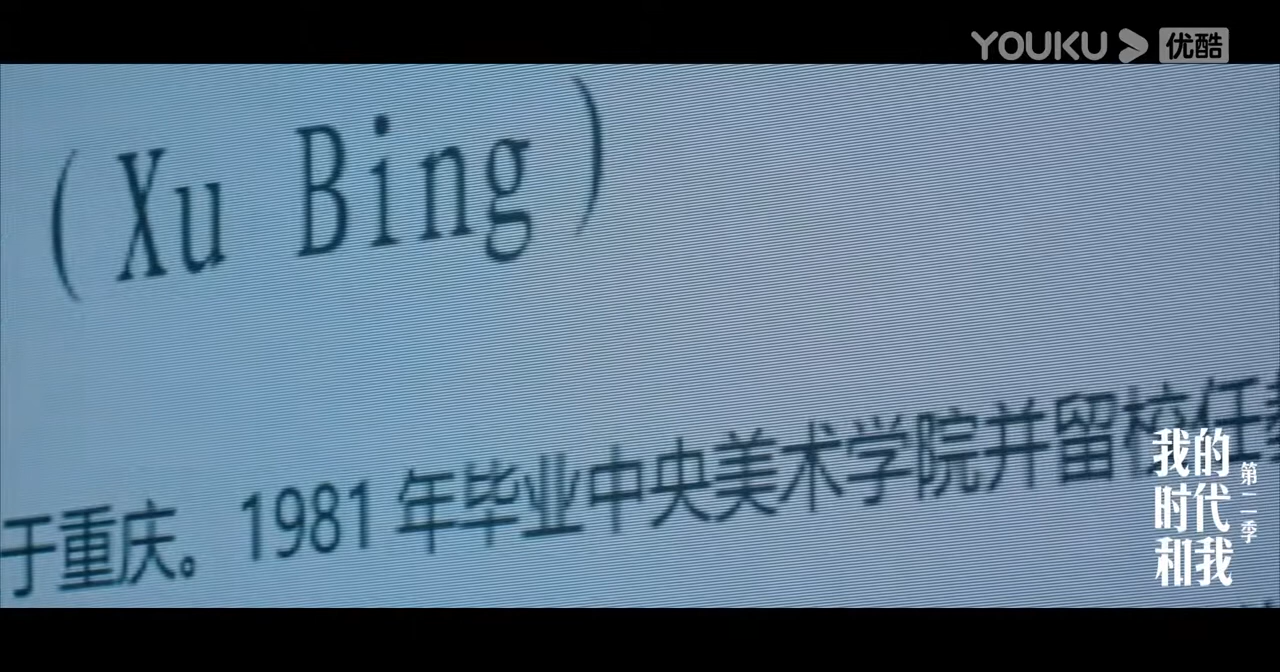 YOUKU 优酷
(Xu Bing)
于重庆。1981 年毕业中央美术学院并留校任教
我的
时代
和我
第二季